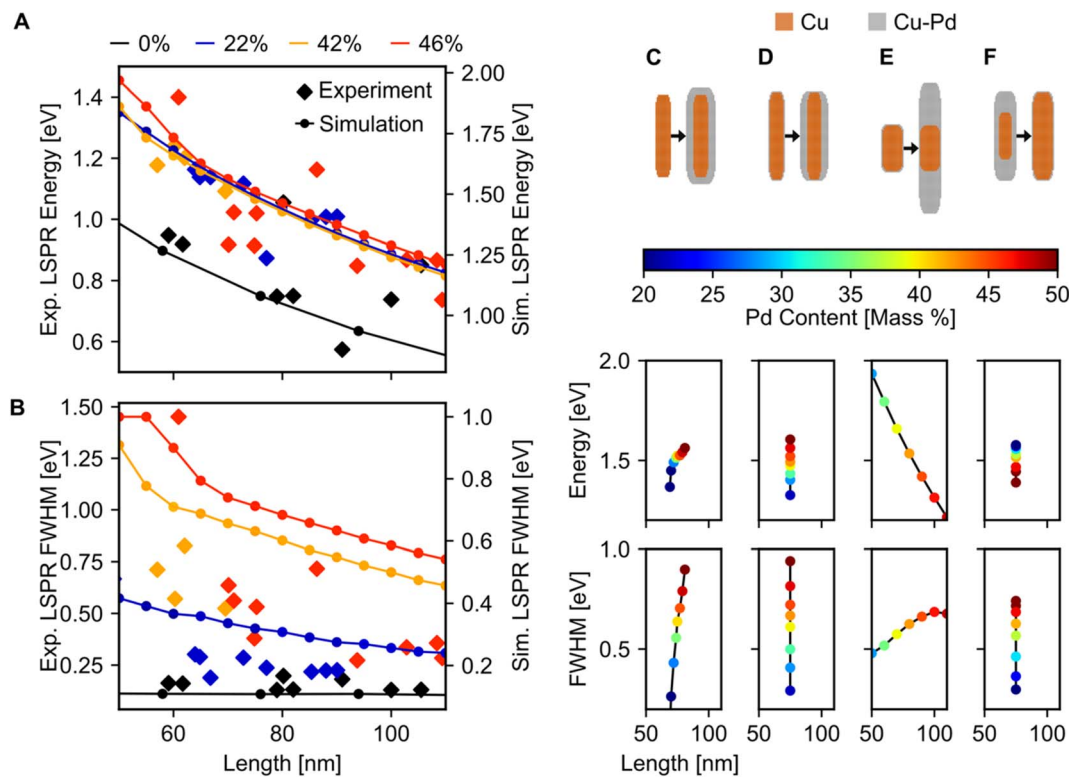 A
0% 22% 42% 46%
Exp. LSPR Energy [eV]
1.4
1.2
1.0
0.8
0.6
Experiment
Simulation
2.00
1.75
1.50
1.25
1.00
Sim. LSPR Energy [eV]
60 80 100
B
Exp. LSPR FWHM [eV]
1.50
1.25
1.00
0.75
0.50
0.25
1.0
0.8
0.6
0.4
0.2
Sim. LSPR FWHM [eV]
60 80 100
Length [nm]
Cu Cu-Pd
C D E F
20 25 30 35 40 45 50
Pd Content [Mass %]
Energy [eV]
2.0
1.5
FWHM [eV]
1.0
0.5
50 100 50 100 50 100 50 100
Length [nm]